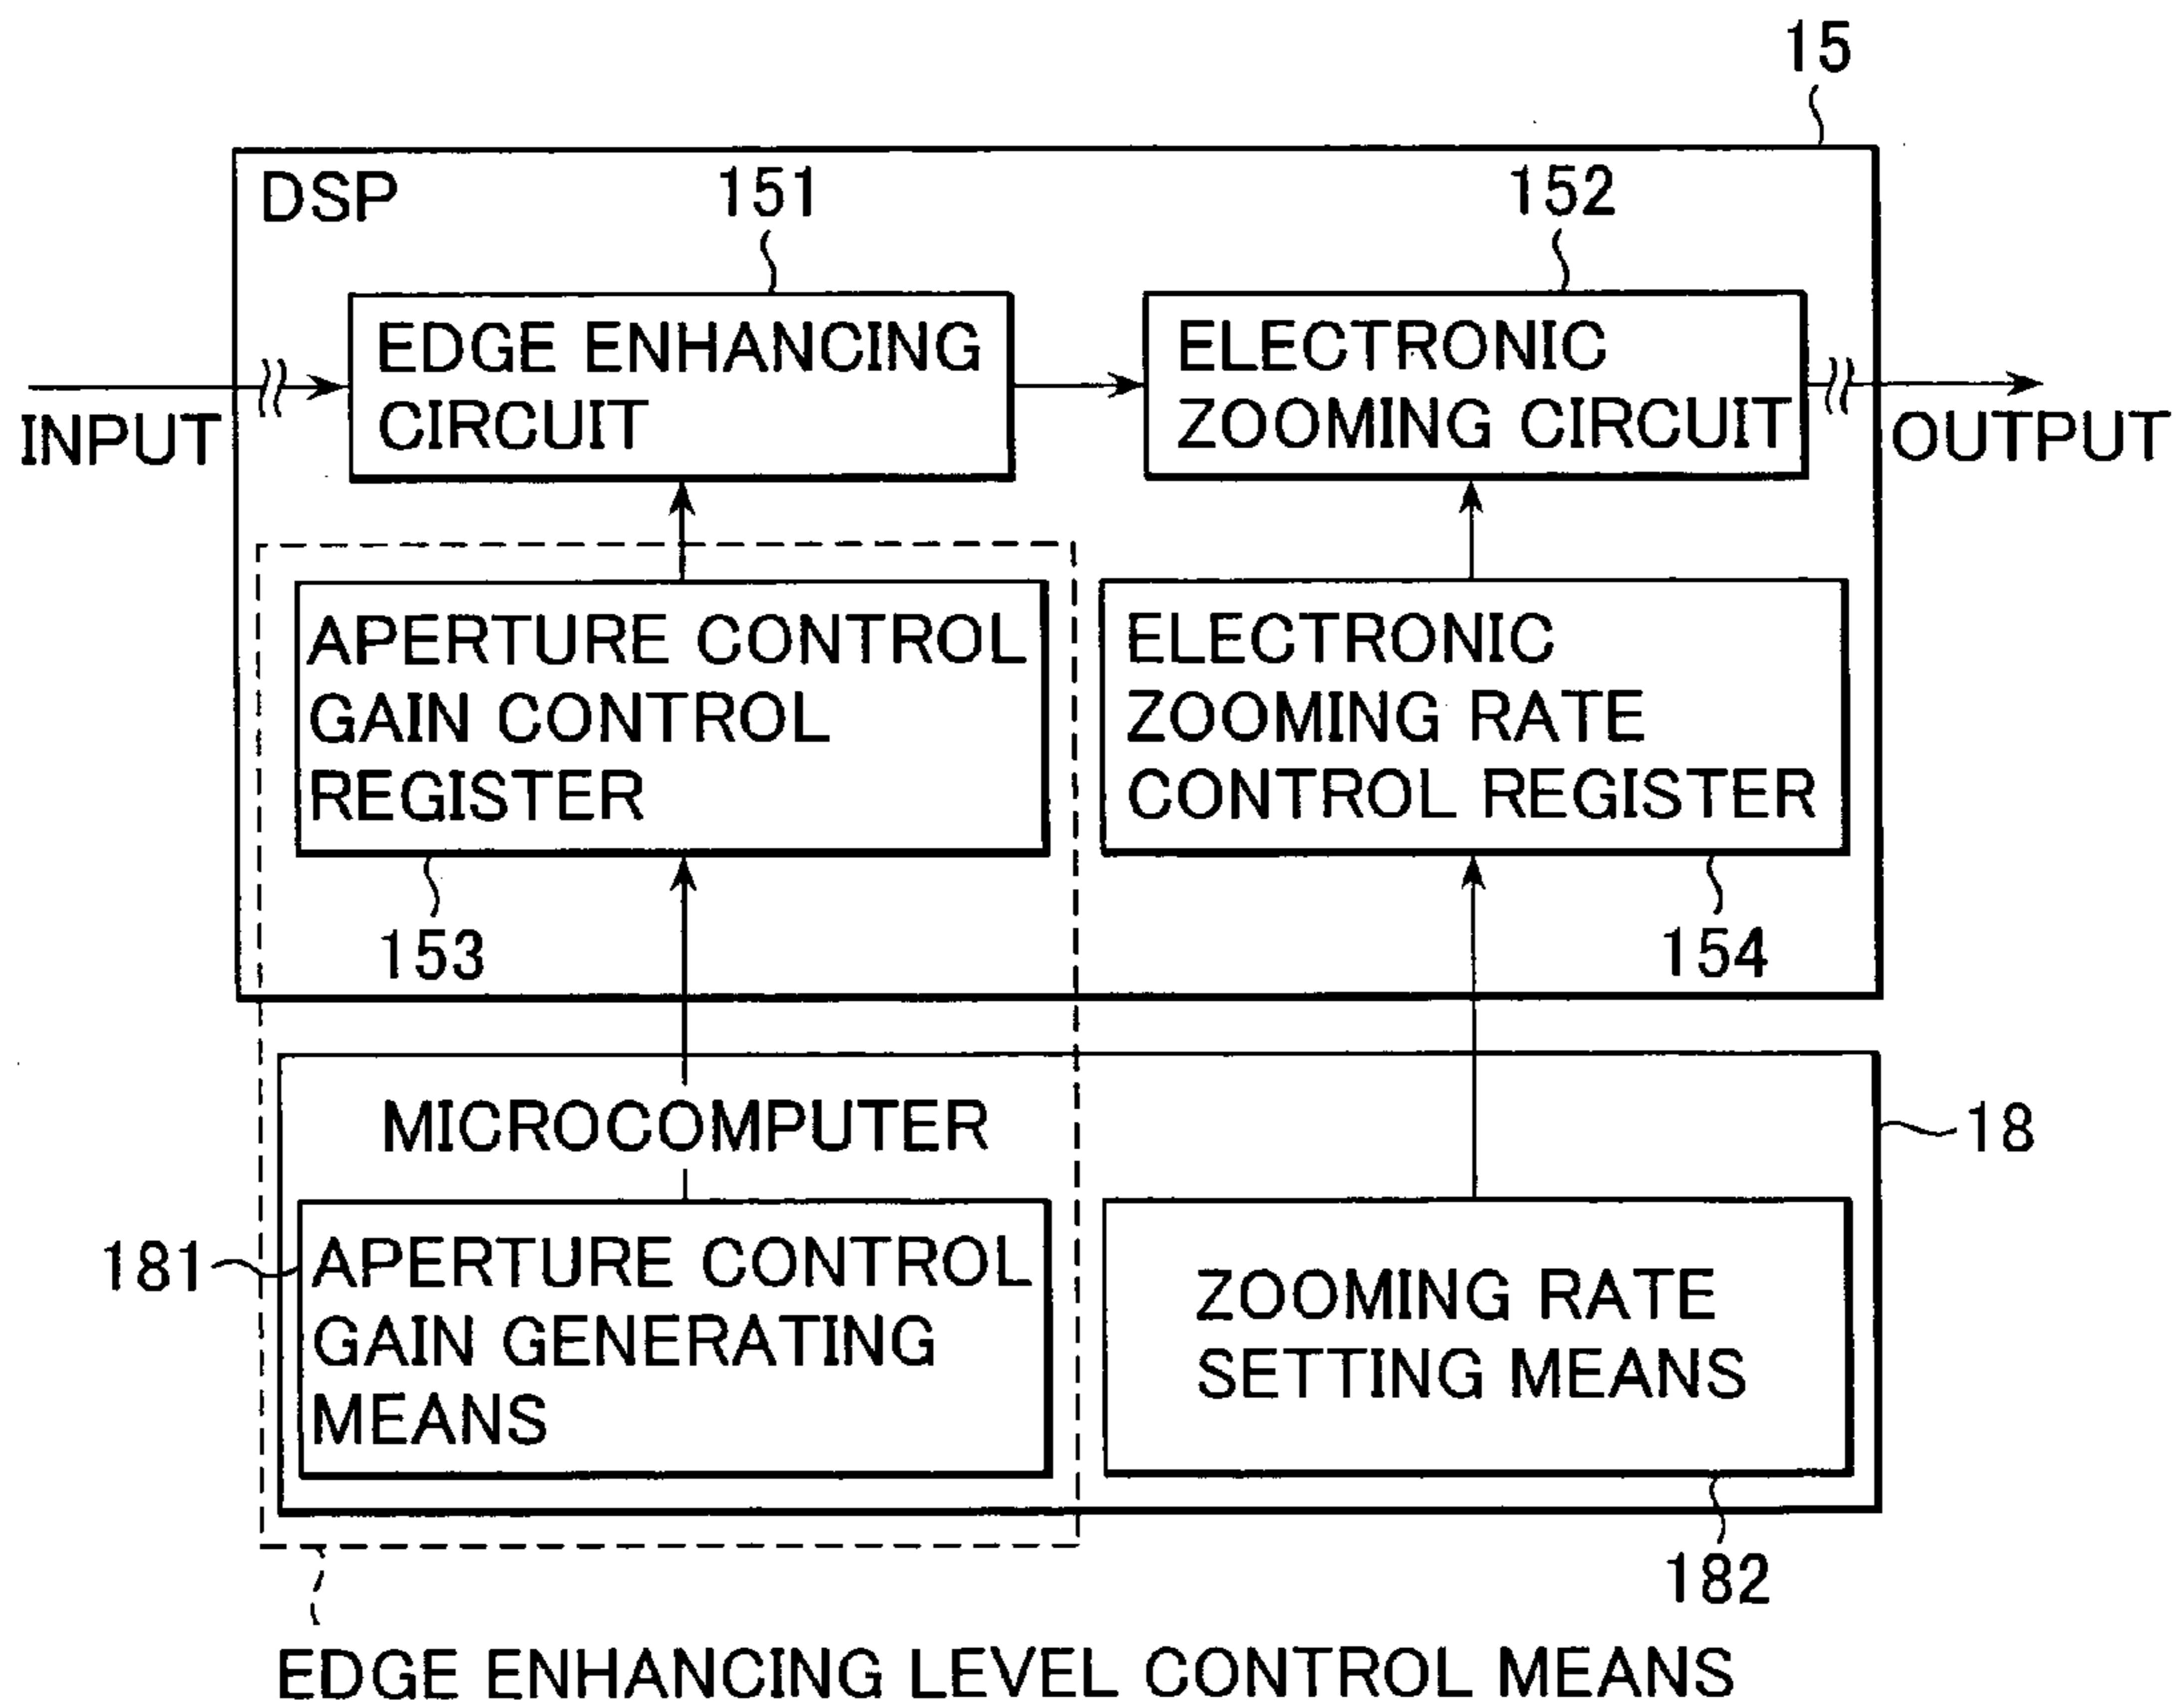 15
DSP
151
152
EDGE ENHANCING
CIRCUIT
ELECTRONIC
ZOOMING CIRCUIT
INPUT
OUTPUT
APERTURE CONTROL
GAIN CONTROL
REGISTER
ELECTRONIC
ZOOMING RATE
CONTROL REGISTER
153
154
MICROCOMPUTER
18
181
APERTURE CONTROL
GAIN GENERATING
MEANS
ZOOMING RATE
SETTING MEANS
182
EDGE ENHANCING LEVEL CONTROL MEANS